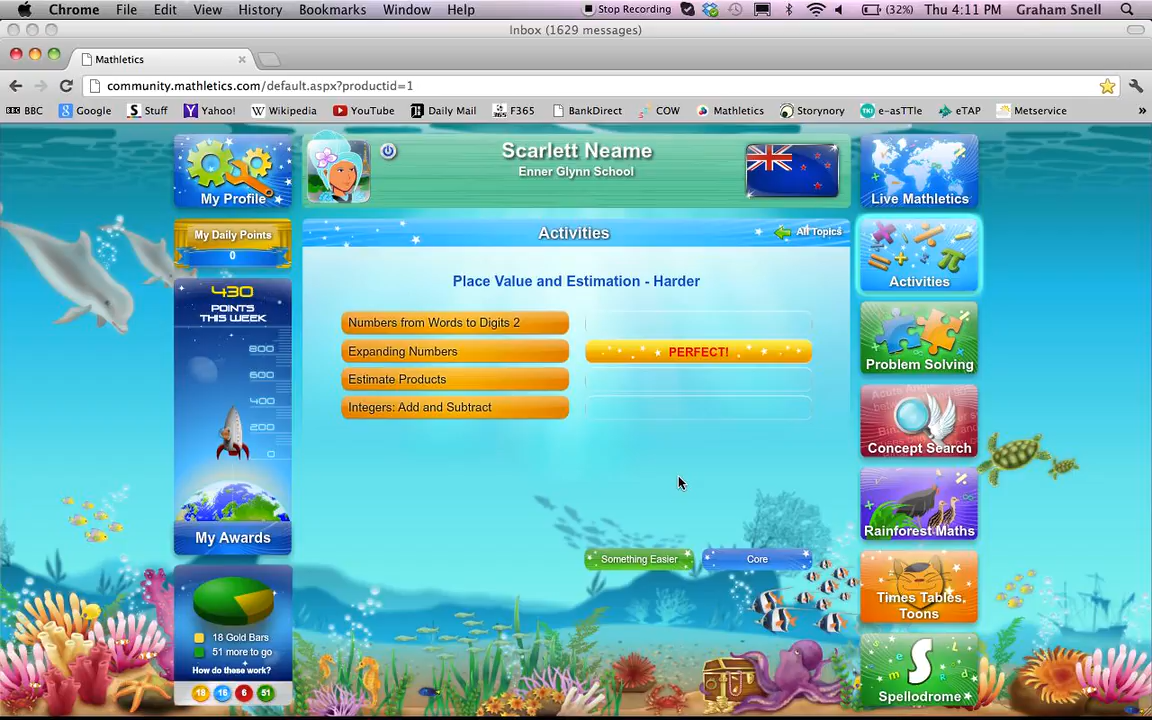 Chrome File Edit View History Bookmarks Window Help Stop Recording (32%) Thu 4:11 PM Graham Snell
Inbox (1629 messages)
Mathletics
community.mathletics.com/default.aspx?productid=1
BBC Google Stuff Yahoo! Wikipedia YouTube Daily Mail F365 BankDirect COW Mathletics Storynory e-asTTle eTAP Metservice »
My Profile
Scarlett Neame
Enner Glynn School
Live Mathletics
My Daily Points
0
Activities
All Topics
Activities
430
POINTS
THIS WEEK
800
600
400
200
0
My Awards
Place Value and Estimation - Harder
Numbers from Words to Digits 2
Expanding Numbers PERFECT!
Estimate Products
Integers: Add and Subtract
Something Easier Core
Problem Solving
Concept Search
Rainforest Maths
Times Tables,
Toons
Spellodrome
18 Gold Bars
51 more to go
How do these work?
18 16 6 51